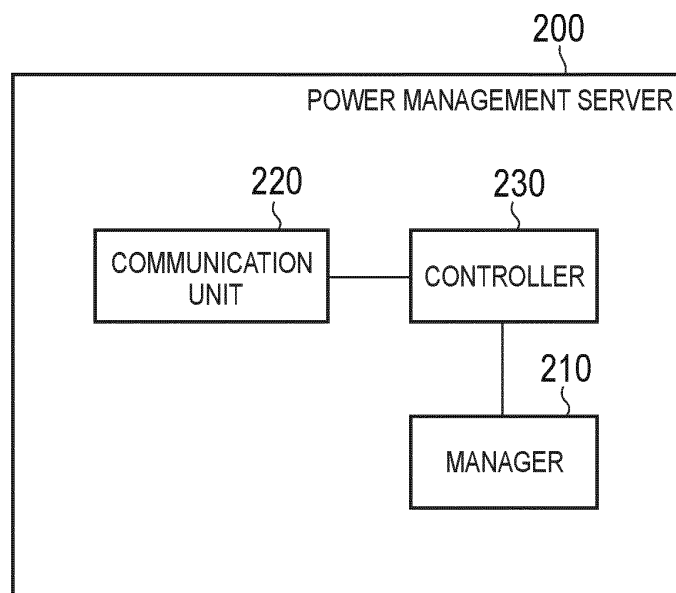 200
POWER MANAGEMENT SERVER
220
230
COMMUNICATION
UNIT
CONTROLLER
210
MANAGER